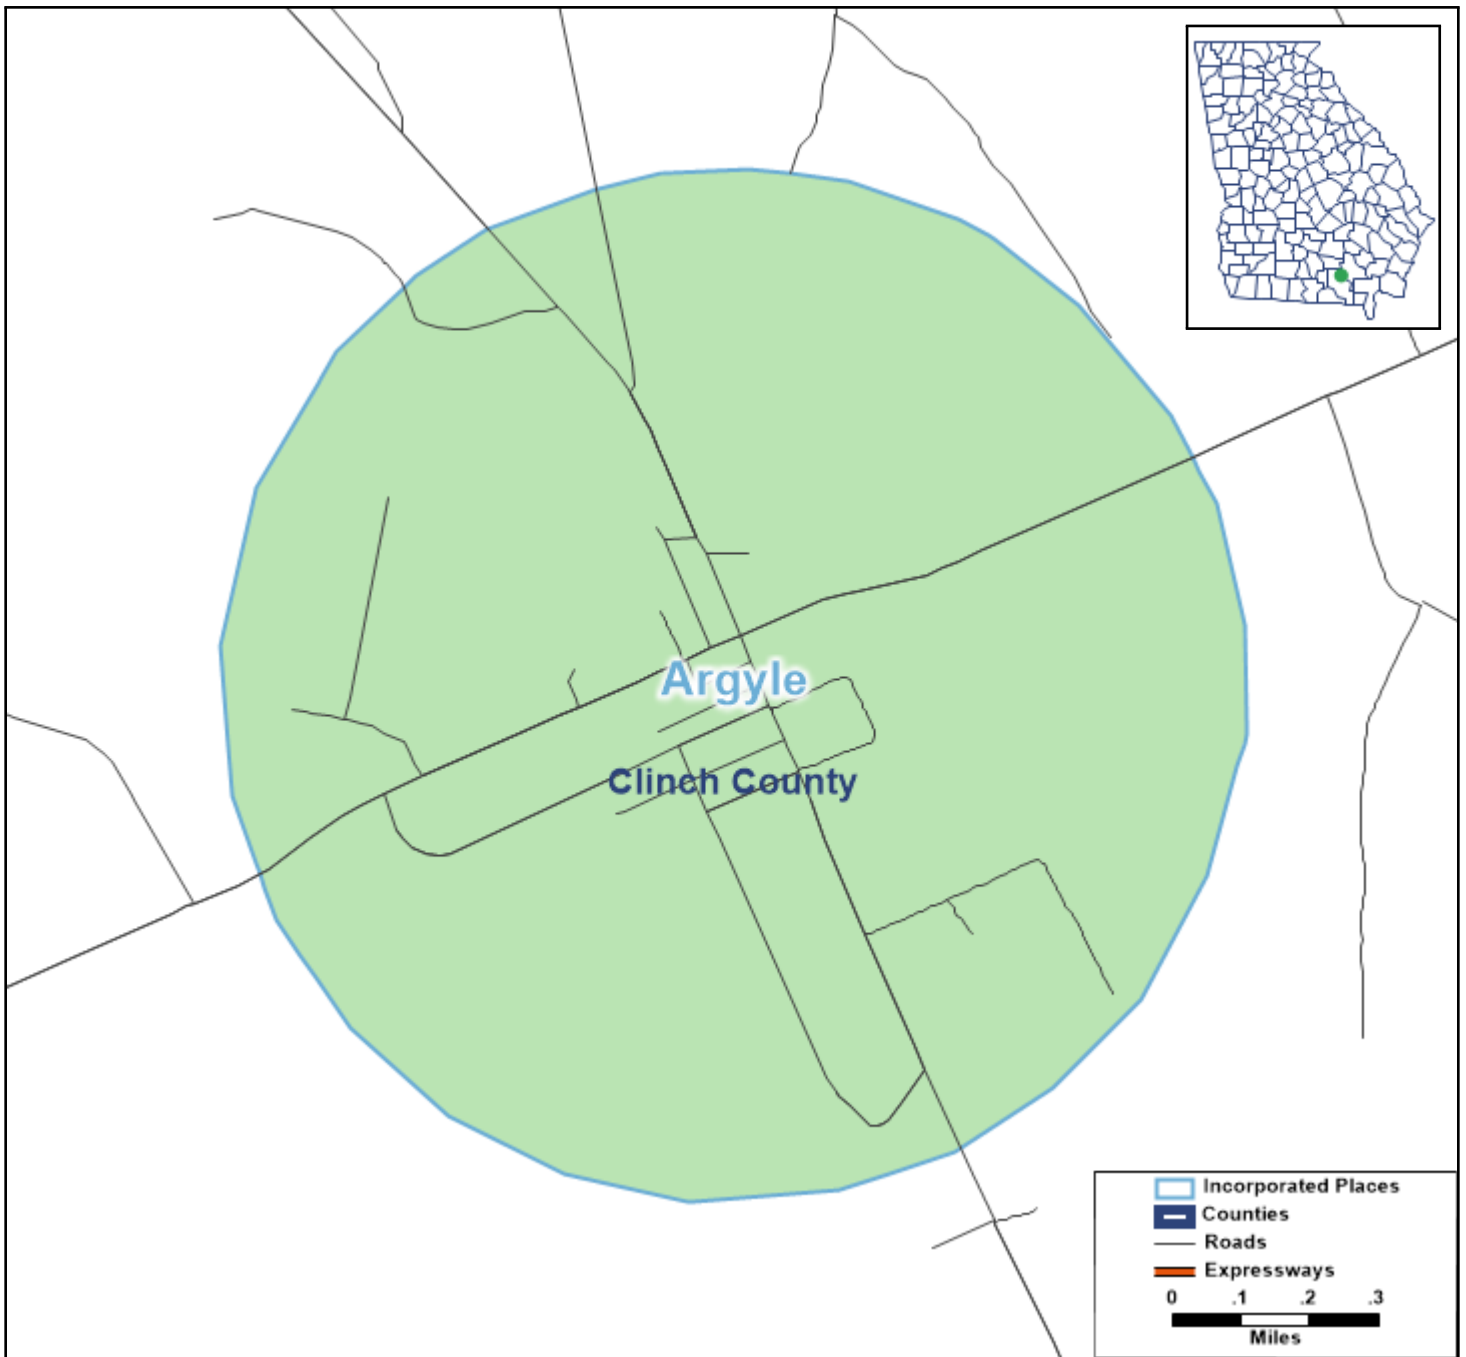 Argyle
Clinch County
Incorporated Places
Counties
Roads
Expressways
0 .1 .2 .3
Miles